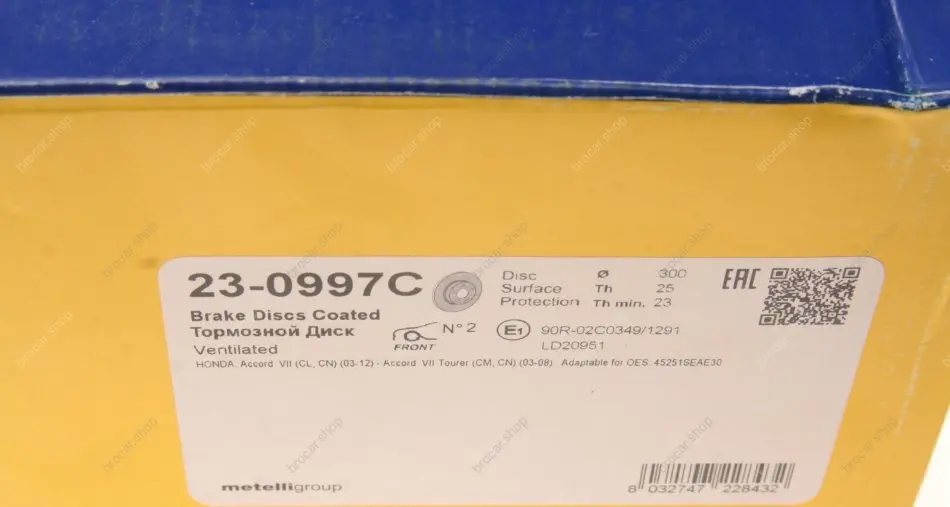 23-0997C
Brake Discs Coated
Тормозной Диск
Ventilated
FRONT
N° 2
Disc Ø 300
Surface Th 25
Protection Th min. 23
E1 90R-02C0349/1291
LD20951
EAC
HONDA: Accord VII (CL, CN) (03-12) - Accord VII Tourer (CM, CN) (03-08) Adaptable for OES: 45251SEAE30
metelligroup
8 032747 228432
brocar.shop